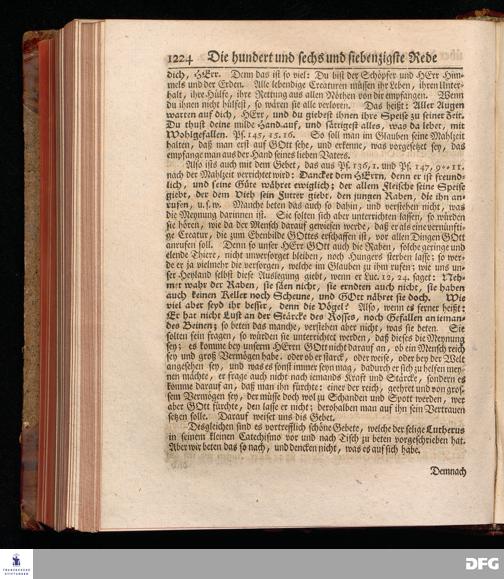 1224 Die hundert und sechs und siebenzigste Rede
dich, HErr. Denn das ist so viel: Du bist der Schöpfer und HErr Him-
mels und der Erden. Alle lebendige Creaturen müssen ihr Leben, ihren Unter-
halt, ihre Hülfe, ihre Rettung aus allen Nöthen von dir empfangen. Wenn
du ihnen nicht hülfest, so wären sie alle verloren. Das heißt: Aller Augen
warten auf dich, HErr, und du giebest ihnen ihre Speise zu seiner Zeit.
Du thust deine milde Hand auf, und sättigest alles, was da lebet, mit
Wohlgefallen. Ps. 145, 15. 16. So soll man im Glauben seine Mahlzeit
halten, daß man erst auf GOtt sehe, und erkenne, was vorgesetzt sey, das
empfange man aus der Hand seines lieben Vaters.
Also ists auch mit dem Gebet, das aus Ps. 136, 1. und Ps. 147, 9-11.
nach der Mahlzeit verrichtet wird: Dancket dem HErrn, denn er ist freund-
lich, und seine Güte währet ewiglich; der allem Fleische seine Speise
giebet, der dem Vieh sein Futter giebet, den jungen Raben, die ihn an-
rufen, u. s. w. Manche beten das auch so dahin, und verstehen nicht, was
die Meynung darinnen ist. Sie solten sich aber unterrichten lassen, so würden
sie hören, wie da der Mensch darauf gewiesen werde, daß er als eine vernünfti-
ge Creatur, die zum Ebenbilde GOttes erschaffen ist, vor allen Dingen GOtt
anrufen soll. Denn so unser HErr GOtt auch die Raben, solche geringe und
elende Thiere, nicht unversorget bleiben, noch Hungers sterben lasse; so wer-
de er ja vielmehr die versorgen, welche im Glauben zu ihm rufen; wie uns un-
ser Heyland selbst diese Auslegung giebt, wenn er Luc. 12, 24. saget: Neh-
met wahr der Raben, sie säen nicht, sie erndten auch nicht, sie haben
auch keinen Keller noch Scheune, und GOtt nähret sie doch. Wie
viel aber seyd ihr besser, denn die Vögel? Also, wenn es ferner heißt:
Er hat nicht Lust an der Stärcke des Rosses, noch Gefallen an ieman-
des Beinen; so beten das manche, verstehen aber nicht, was sie beten. Sie
solten fein fragen, so würden sie unterrichtet werden, daß dieses die Meynung
sey; es komme bey unserm HErrn GOtt nicht darauf an, ob ein Mensch reich
sey und groß Vermögen habe, oder ob er starck, oder weise, oder bey der Welt
angesehen sey, und was es sonst immer seyn mag, dadurch er sich zu helfen mey-
nen möchte, er frage auch nicht nach iemands Kraft und Stärcke, sondern es
komme darauf an, daß man ihn fürchte: einer der reich, geehret und von gros-
sem Vermögen sey, der müsse doch wol zu Schanden und Spott werden, wer
aber GOtt fürchte, den lasse er nicht; derohalben man auf ihn sein Vertrauen
setzen solle. Darauf weiset uns das Gebet.
Desgleichen sind es vortrefflich schöne Gebete, welche der selige Lutherus
in seinem kleinen Catechismo vor und nach Tisch zu beten vorgeschrieben hat.
Aber wir beten das so nach, und dencken nicht, was es auf sich habe.
Demnach
FRANCKESCHE
STIFTUNGEN
DFG